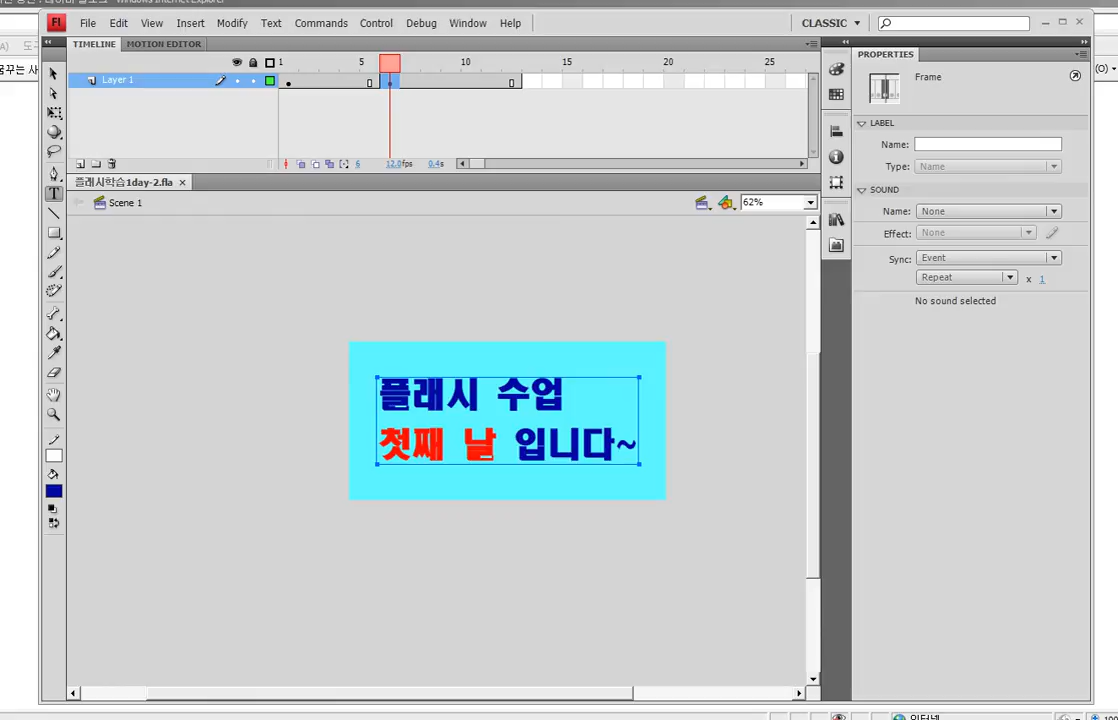 Fl File Edit View Insert Modify Text Commands Control Debug Window Help CLASSIC
TIMELINE MOTION EDITOR
1 5 10 15 20 25
Layer 1
6 12.0fps 0.4s
플래시학습1day-2.fla
Scene 1
62%
플래시 수업
첫째 날 입니다~
PROPERTIES
Frame
LABEL
Name:
Type: Name
SOUND
Name: None
Effect: None
Sync: Event
Repeat x 1
No sound selected